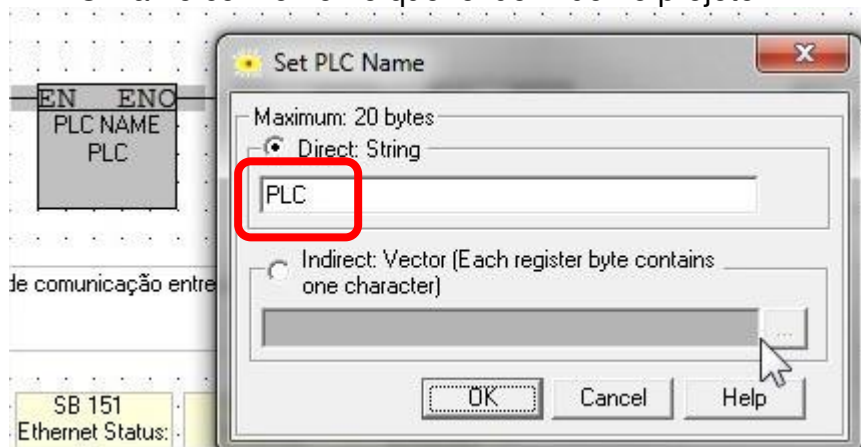 Set PLC Name
EN ENO
PLC NAME
PLC
Maximum: 20 bytes
Direct: String
PLC
Indirect: Vector (Each register byte contains
one character)
...
de comunicação entre
OK Cancel Help
SB 151
Ethernet Status: